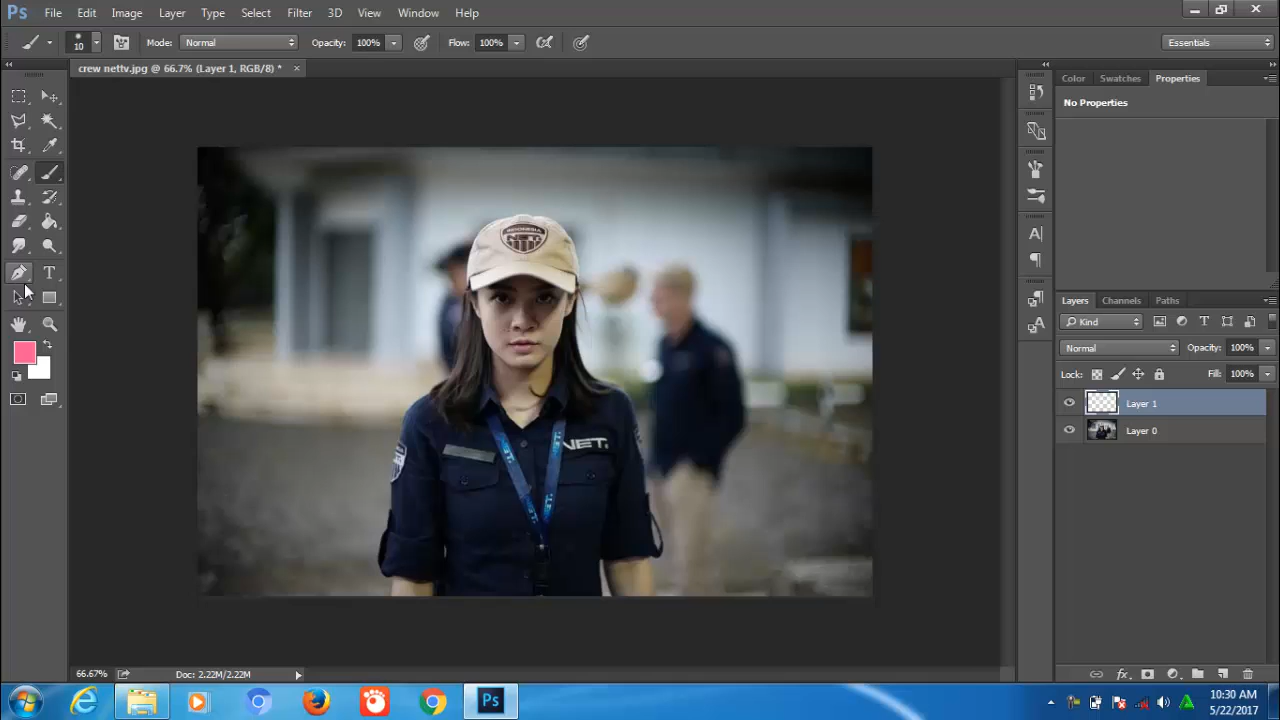 Ps File Edit Image Layer Type Select Filter 3D View Window Help
10 Mode: Normal Opacity: 100% Flow: 100% Essentials
crew nettv.jpg @ 66.7% (Layer 1, RGB/8) *
Color Swatches Properties
No Properties
INDONESIA
NET.
NET.
Layers Channels Paths
Kind
Normal Opacity: 100%
Lock: Fill: 100%
Layer 1
Layer 0
66.67% Doc: 2.22M/2.22M
Ps 10:30 AM
5/22/2017